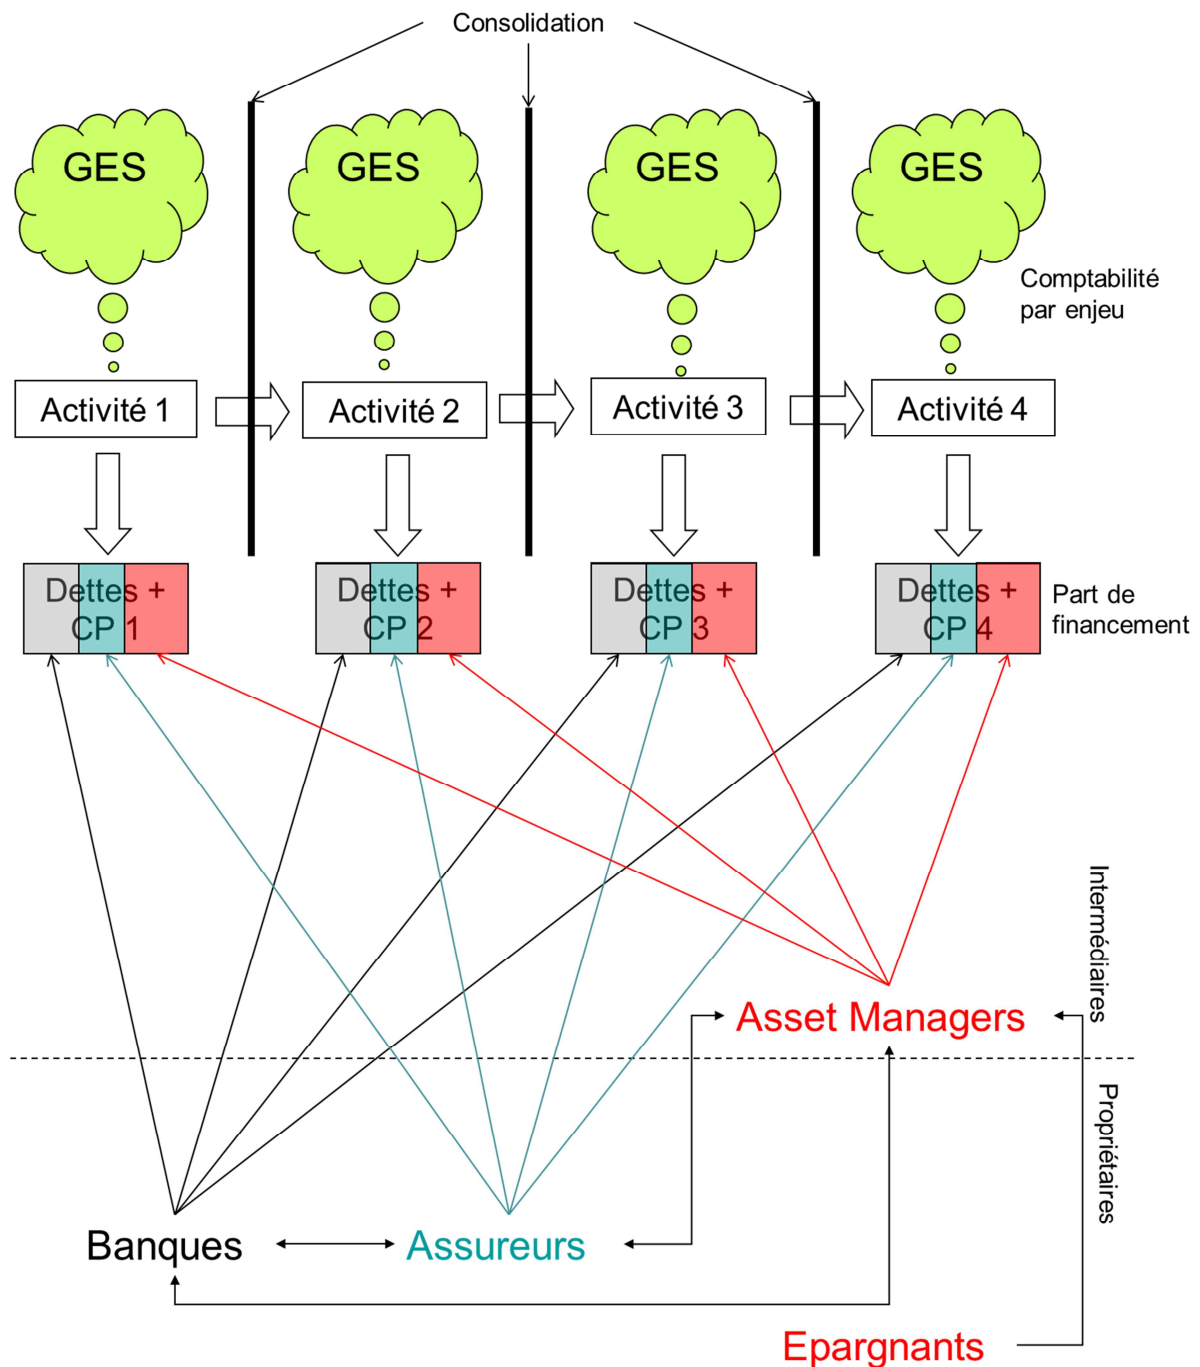 Consolidation
GES
GES
GES
GES
Comptabilité
par enjeu
Activité 1
Activité 2
Activité 3
Activité 4
Dettes +
CP 1
Dettes +
CP 2
Dettes +
CP 3
Dettes +
CP 4
Part de
financement
Intermédiaires
Asset Managers
Propriétaires
Banques
Assureurs
Epargnants